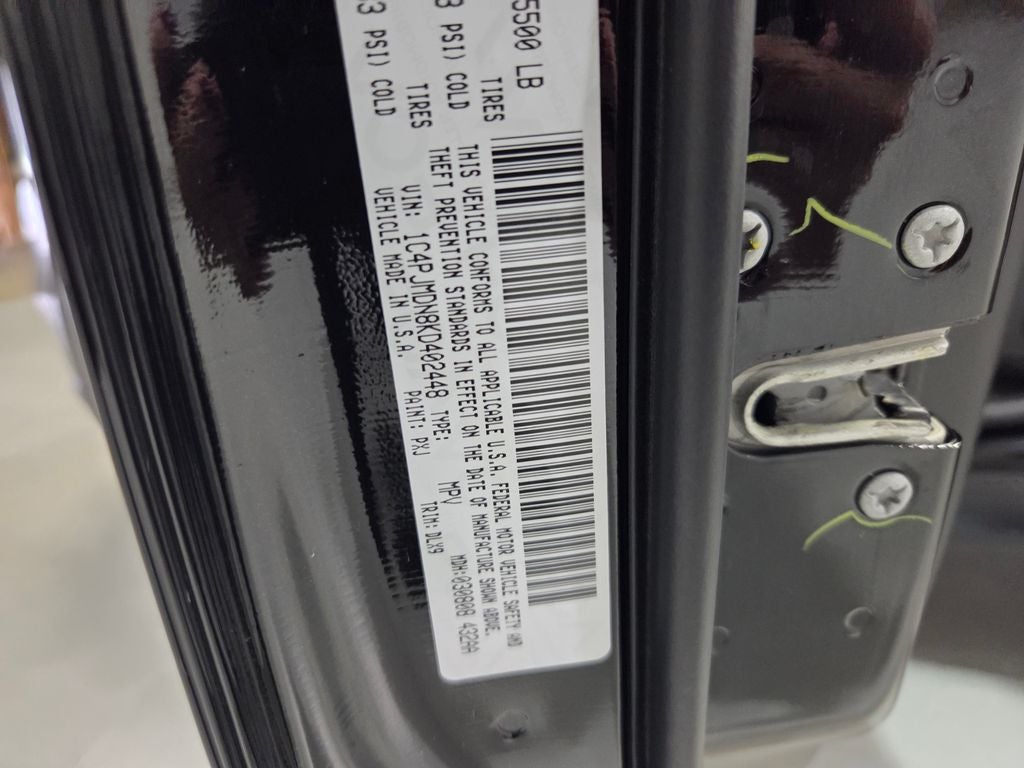 5500 LB
TIRES
3 PSI) COLD
TIRES
33 PSI) COLD
THIS VEHICLE CONFORMS TO ALL APPLICABLE U.S.A. FEDERAL MOTOR VEHICLE SAFETY AND
THEFT PREVENTION STANDARDS IN EFFECT ON THE DATE OF MANUFACTURE SHOWN ABOVE.
VIN: 1C4PJMDN8KD402448 TYPE: MPV MDH:030808 432AA
VEHICLE MADE IN U.S.A. PAINT: PXJ TRIM: DLX9